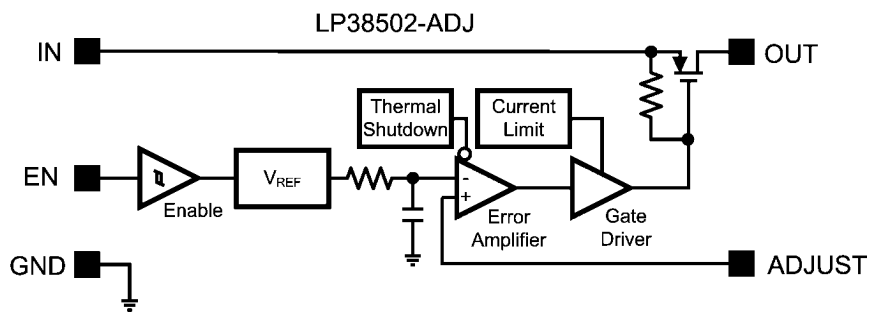 LP38502-ADJ
IN
OUT
Thermal
Shutdown
Current
Limit
EN
VREF
-
+
Enable
Error
Amplifier
Gate
Driver
GND
ADJUST